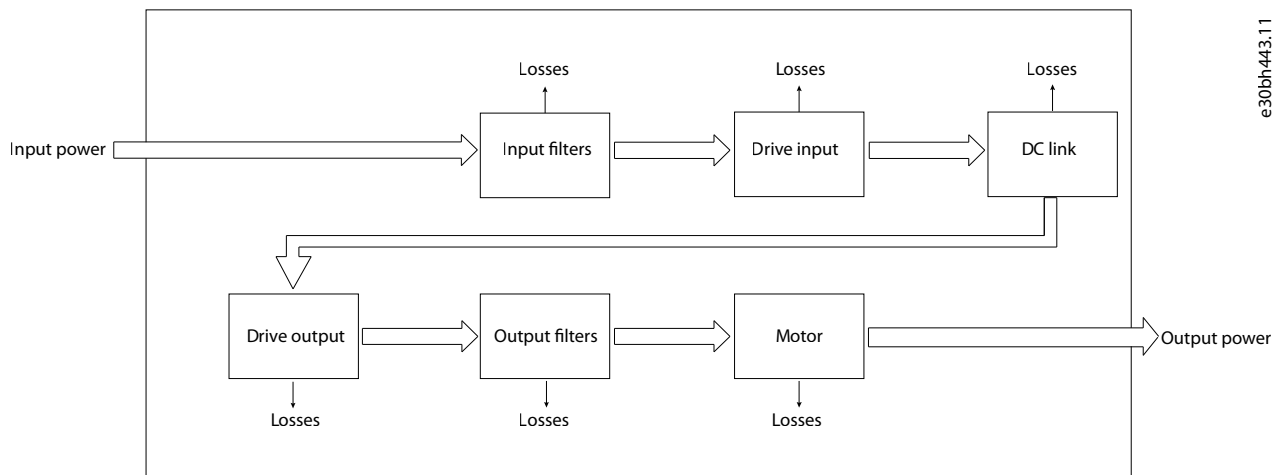 e30bh443.11
Losses
Losses
Losses
Input power
Input filters
Drive input
DC link
Drive output
Output filters
Motor
Output power
Losses
Losses
Losses